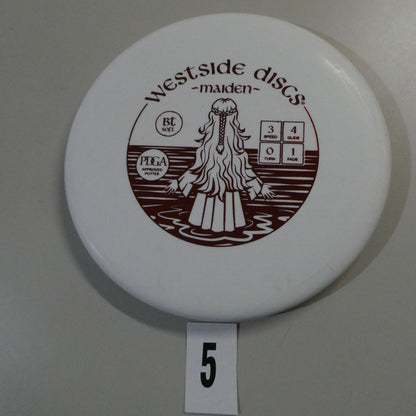 Westside Discs
~maiden~
Bt
soft
3 4
SPEED GLIDE
0 1
TURN FADE
PDGA
APPROVED
PUTTER
5